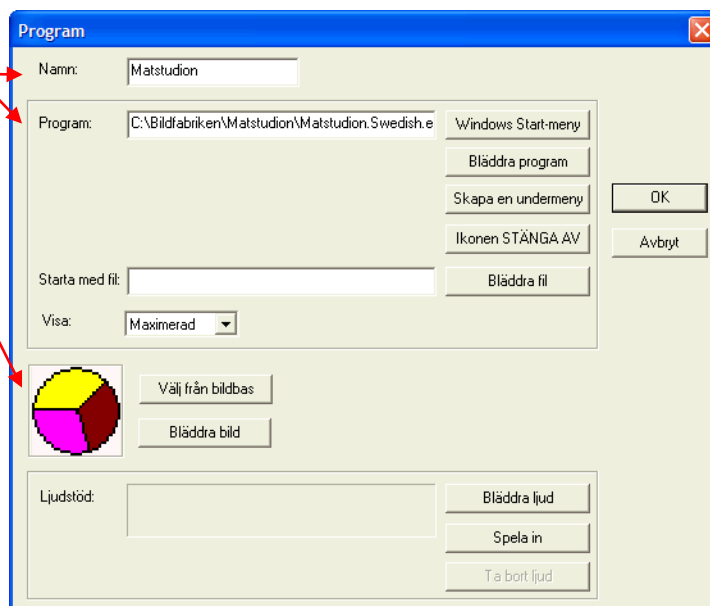 Program
Namn: Matstudion
Program: C:\Bildfabriken\Matstudion\Matstudion.Swedish.e Windows Start-meny
Bläddra program
Skapa en undermeny OK
Ikonen STÄNGA AV Avbryt
Starta med fil: Bläddra fil
Visa: Maximerad
Välj från bildbas
Bläddra bild
Ljudstöd: Bläddra ljud
Spela in
Ta bort ljud